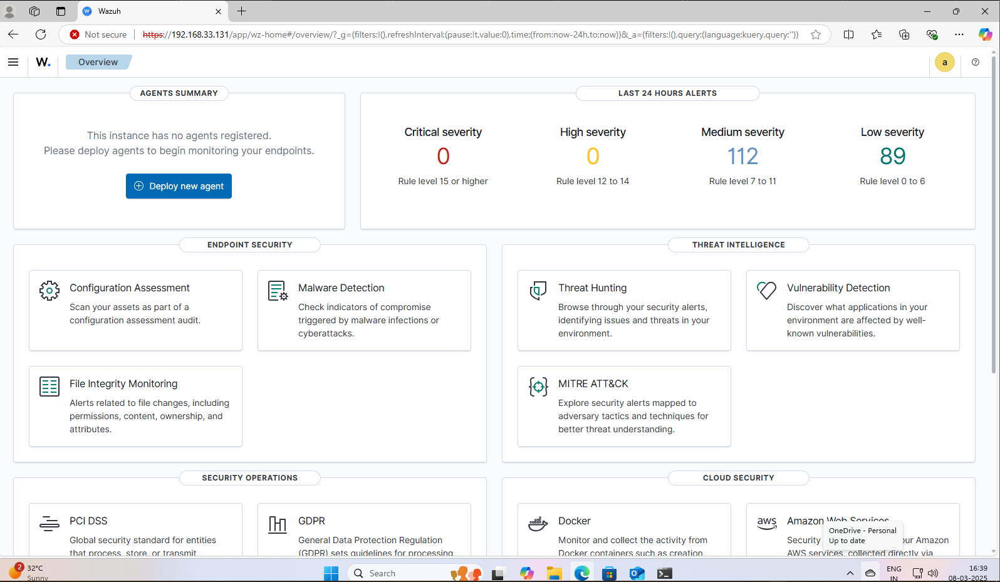 Wazuh
Not secure
https://192.168.33.131/app/wz-home#/overview/?_g=(filters:!(),refreshInterval:(pause:!t,value:0),time:(from:now-24h,to:now))&_a=(filters:!(),query:(language:kuery,query:''))
W.
Overview
a
AGENTS SUMMARY
This instance has no agents registered.
Please deploy agents to begin monitoring your endpoints.
Deploy new agent
LAST 24 HOURS ALERTS
Critical severity
0
Rule level 15 or higher
High severity
0
Rule level 12 to 14
Medium severity
112
Rule level 7 to 11
Low severity
89
Rule level 0 to 6
ENDPOINT SECURITY
Configuration Assessment
Scan your assets as part of a
configuration assessment audit.
Malware Detection
Check indicators of compromise
triggered by malware infections or
cyberattacks.
File Integrity Monitoring
Alerts related to file changes, including
permissions, content, ownership, and
attributes.
THREAT INTELLIGENCE
Threat Hunting
Browse through your security alerts,
identifying issues and threats in your
environment.
Vulnerability Detection
Discover what applications in your
environment are affected by well-
known vulnerabilities.
MITRE ATT&CK
Explore security alerts mapped to
adversary tactics and techniques for
better threat understanding.
SECURITY OPERATIONS
PCI DSS
Global security standard for entities
that process, store, or transmit
GDPR
General Data Protection Regulation
(GDPR) sets guidelines for processing
CLOUD SECURITY
Docker
Monitor and collect the activity from
Docker containers such as creation,
aws
Amazon Web Services
Security our Amazon
AWS services, collected directly via
OneDrive - Personal
Up to date
2
32°C
Sunny
Search
ENG
IN
16:39
08-03-2025